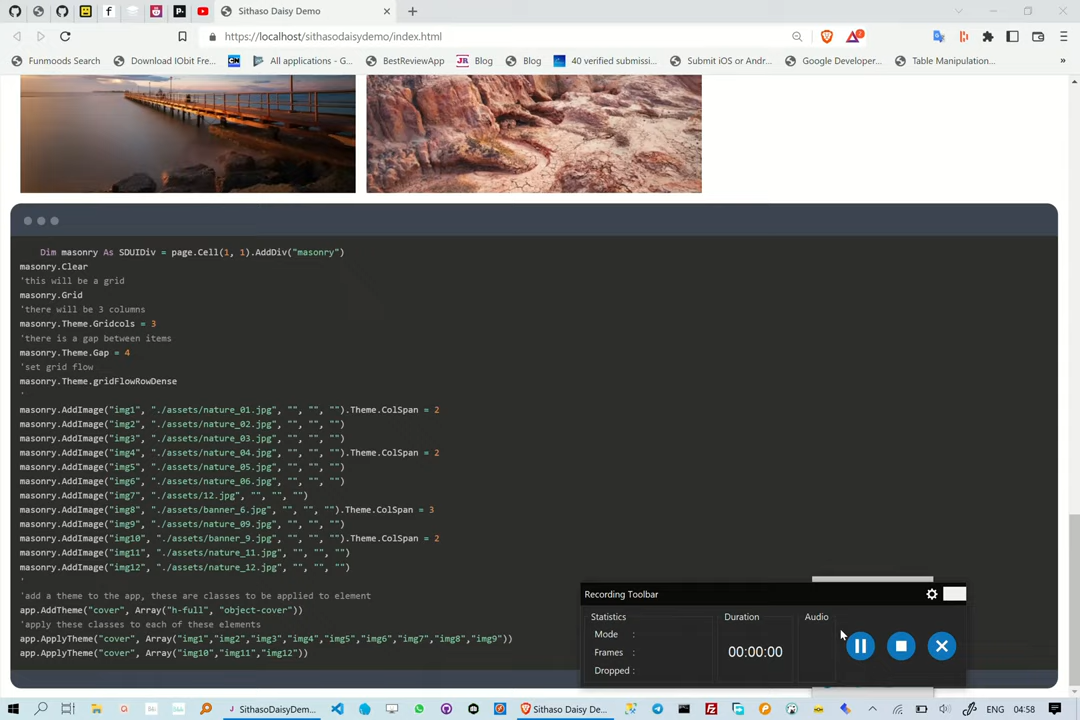 Sithaso Daisy Demo
https://localhost/sithasodaisydemo/index.html
Funmoods Search
Download IObit Fre...
All applications - G...
BestReviewApp
JR Blog
Blog
40 verified submissi...
Submit iOS or Andr...
Google Developer...
Table Manipulation...
»
Dim masonry As SDUIDiv = page.Cell(1, 1).AddDiv("masonry")
masonry.Clear
'this will be a grid
masonry.Grid
'there will be 3 columns
masonry.Theme.Gridcols = 3
'there is a gap between items
masonry.Theme.Gap = 4
'set grid flow
masonry.Theme.gridFlowRowDense
'
masonry.AddImage("img1", "./assets/nature_01.jpg", "", "", "").Theme.ColSpan = 2
masonry.AddImage("img2", "./assets/nature_02.jpg", "", "", "")
masonry.AddImage("img3", "./assets/nature_03.jpg", "", "", "")
masonry.AddImage("img4", "./assets/nature_04.jpg", "", "", "").Theme.ColSpan = 2
masonry.AddImage("img5", "./assets/nature_05.jpg", "", "", "")
masonry.AddImage("img6", "./assets/nature_06.jpg", "", "", "")
masonry.AddImage("img7", "./assets/12.jpg", "", "", "")
masonry.AddImage("img8", "./assets/banner_6.jpg", "", "", "").Theme.ColSpan = 3
masonry.AddImage("img9", "./assets/nature_09.jpg", "", "", "")
masonry.AddImage("img10", "./assets/banner_9.jpg", "", "", "").Theme.ColSpan = 2
masonry.AddImage("img11", "./assets/nature_11.jpg", "", "", "")
masonry.AddImage("img12", "./assets/nature_12.jpg", "", "", "")
'
'add a theme to the app, these are classes to be applied to element
app.AddTheme("cover", Array("h-full", "object-cover"))
'apply these classes to each of these elements
app.ApplyTheme("cover", Array("img1","img2","img3","img4","img5","img6","img7","img8","img9"))
app.ApplyTheme("cover", Array("img10","img11","img12"))
Recording Toolbar
Statistics
Mode :
Frames :
Dropped :
Duration
00:00:00
Audio
SithasoDaisyDem...
Sithaso Daisy De...
04:58